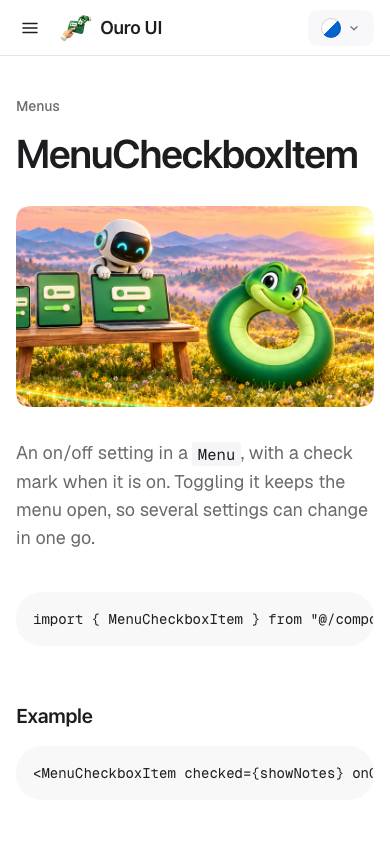 Ouro UI
Menus
MenuCheckboxItem
An on/off setting in a Menu, with a check
mark when it is on. Toggling it keeps the
menu open, so several settings can change
in one go.
import { MenuCheckboxItem } from "@/compo
Example
<MenuCheckboxItem checked={showNotes} onC